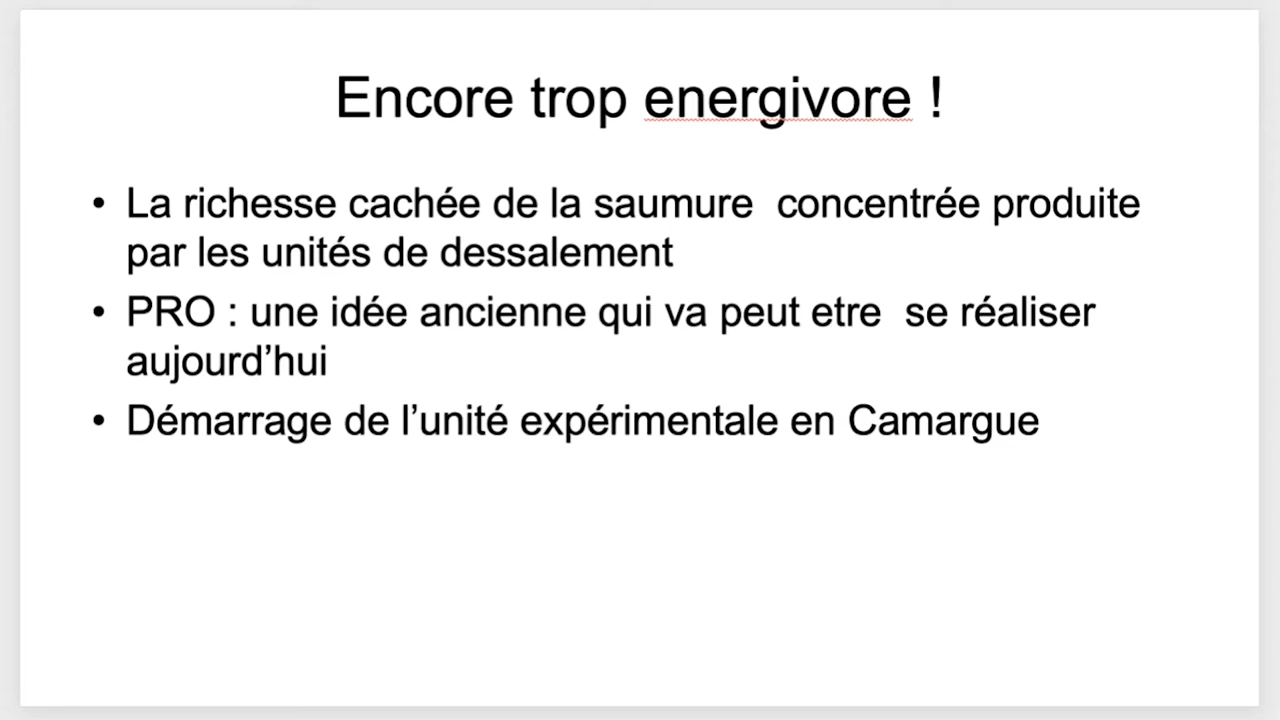 Encore trop energivore !
• La richesse cachée de la saumure  concentrée produite
par les unités de dessalement
• PRO : une idée ancienne qui va peut etre  se réaliser
aujourd’hui
• Démarrage de l’unité expérimentale en Camargue